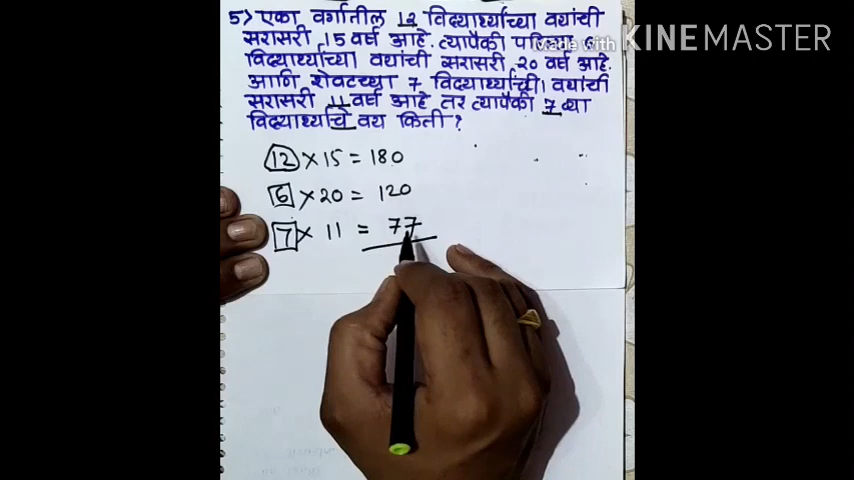 5) एका वर्गातील 12 विद्यार्थ्यांच्या वयांची
सरासरी 15 वर्ष आहे. त्यापैकी पहिल्या 6
Made with KINEMASTER
विद्यार्थ्यांच्या वयांची सरासरी 20 वर्ष आहे.
आणि शेवटच्या 7 विद्यार्थ्यांची वयांची
सरासरी 11 वर्ष आहे तर त्यापैकी 7 व्या
विद्यार्थ्याचे वय किती?
12 × 15 = 180
6 × 20 = 120
7 × 11 = 77